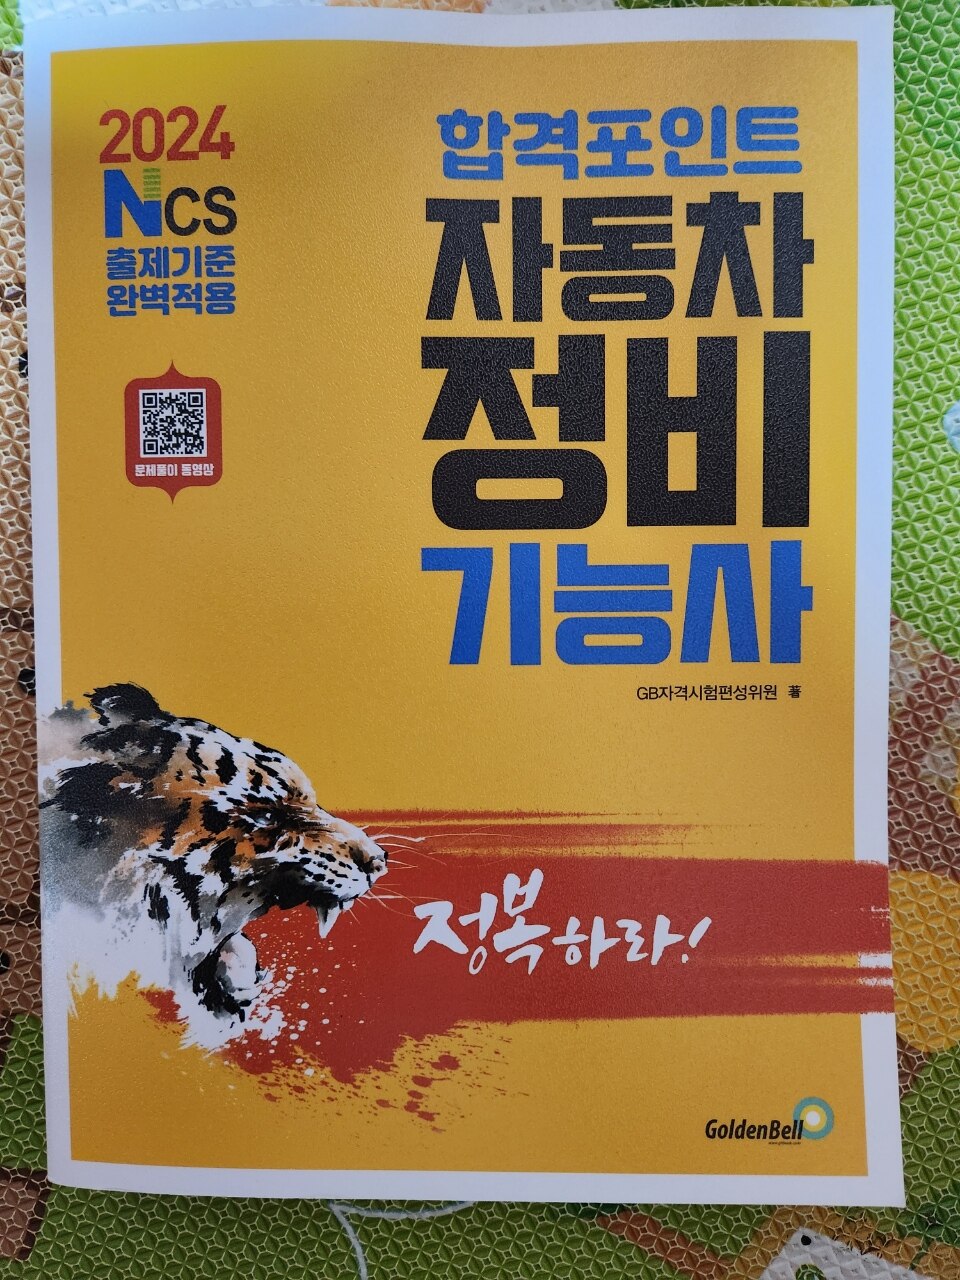 2024
NCS
출제기준
완벽적용
문제풀이 동영상
합격포인트
자동차
정비
기능사
GB자격시험편성위원 著
정복하라!
GoldenBell